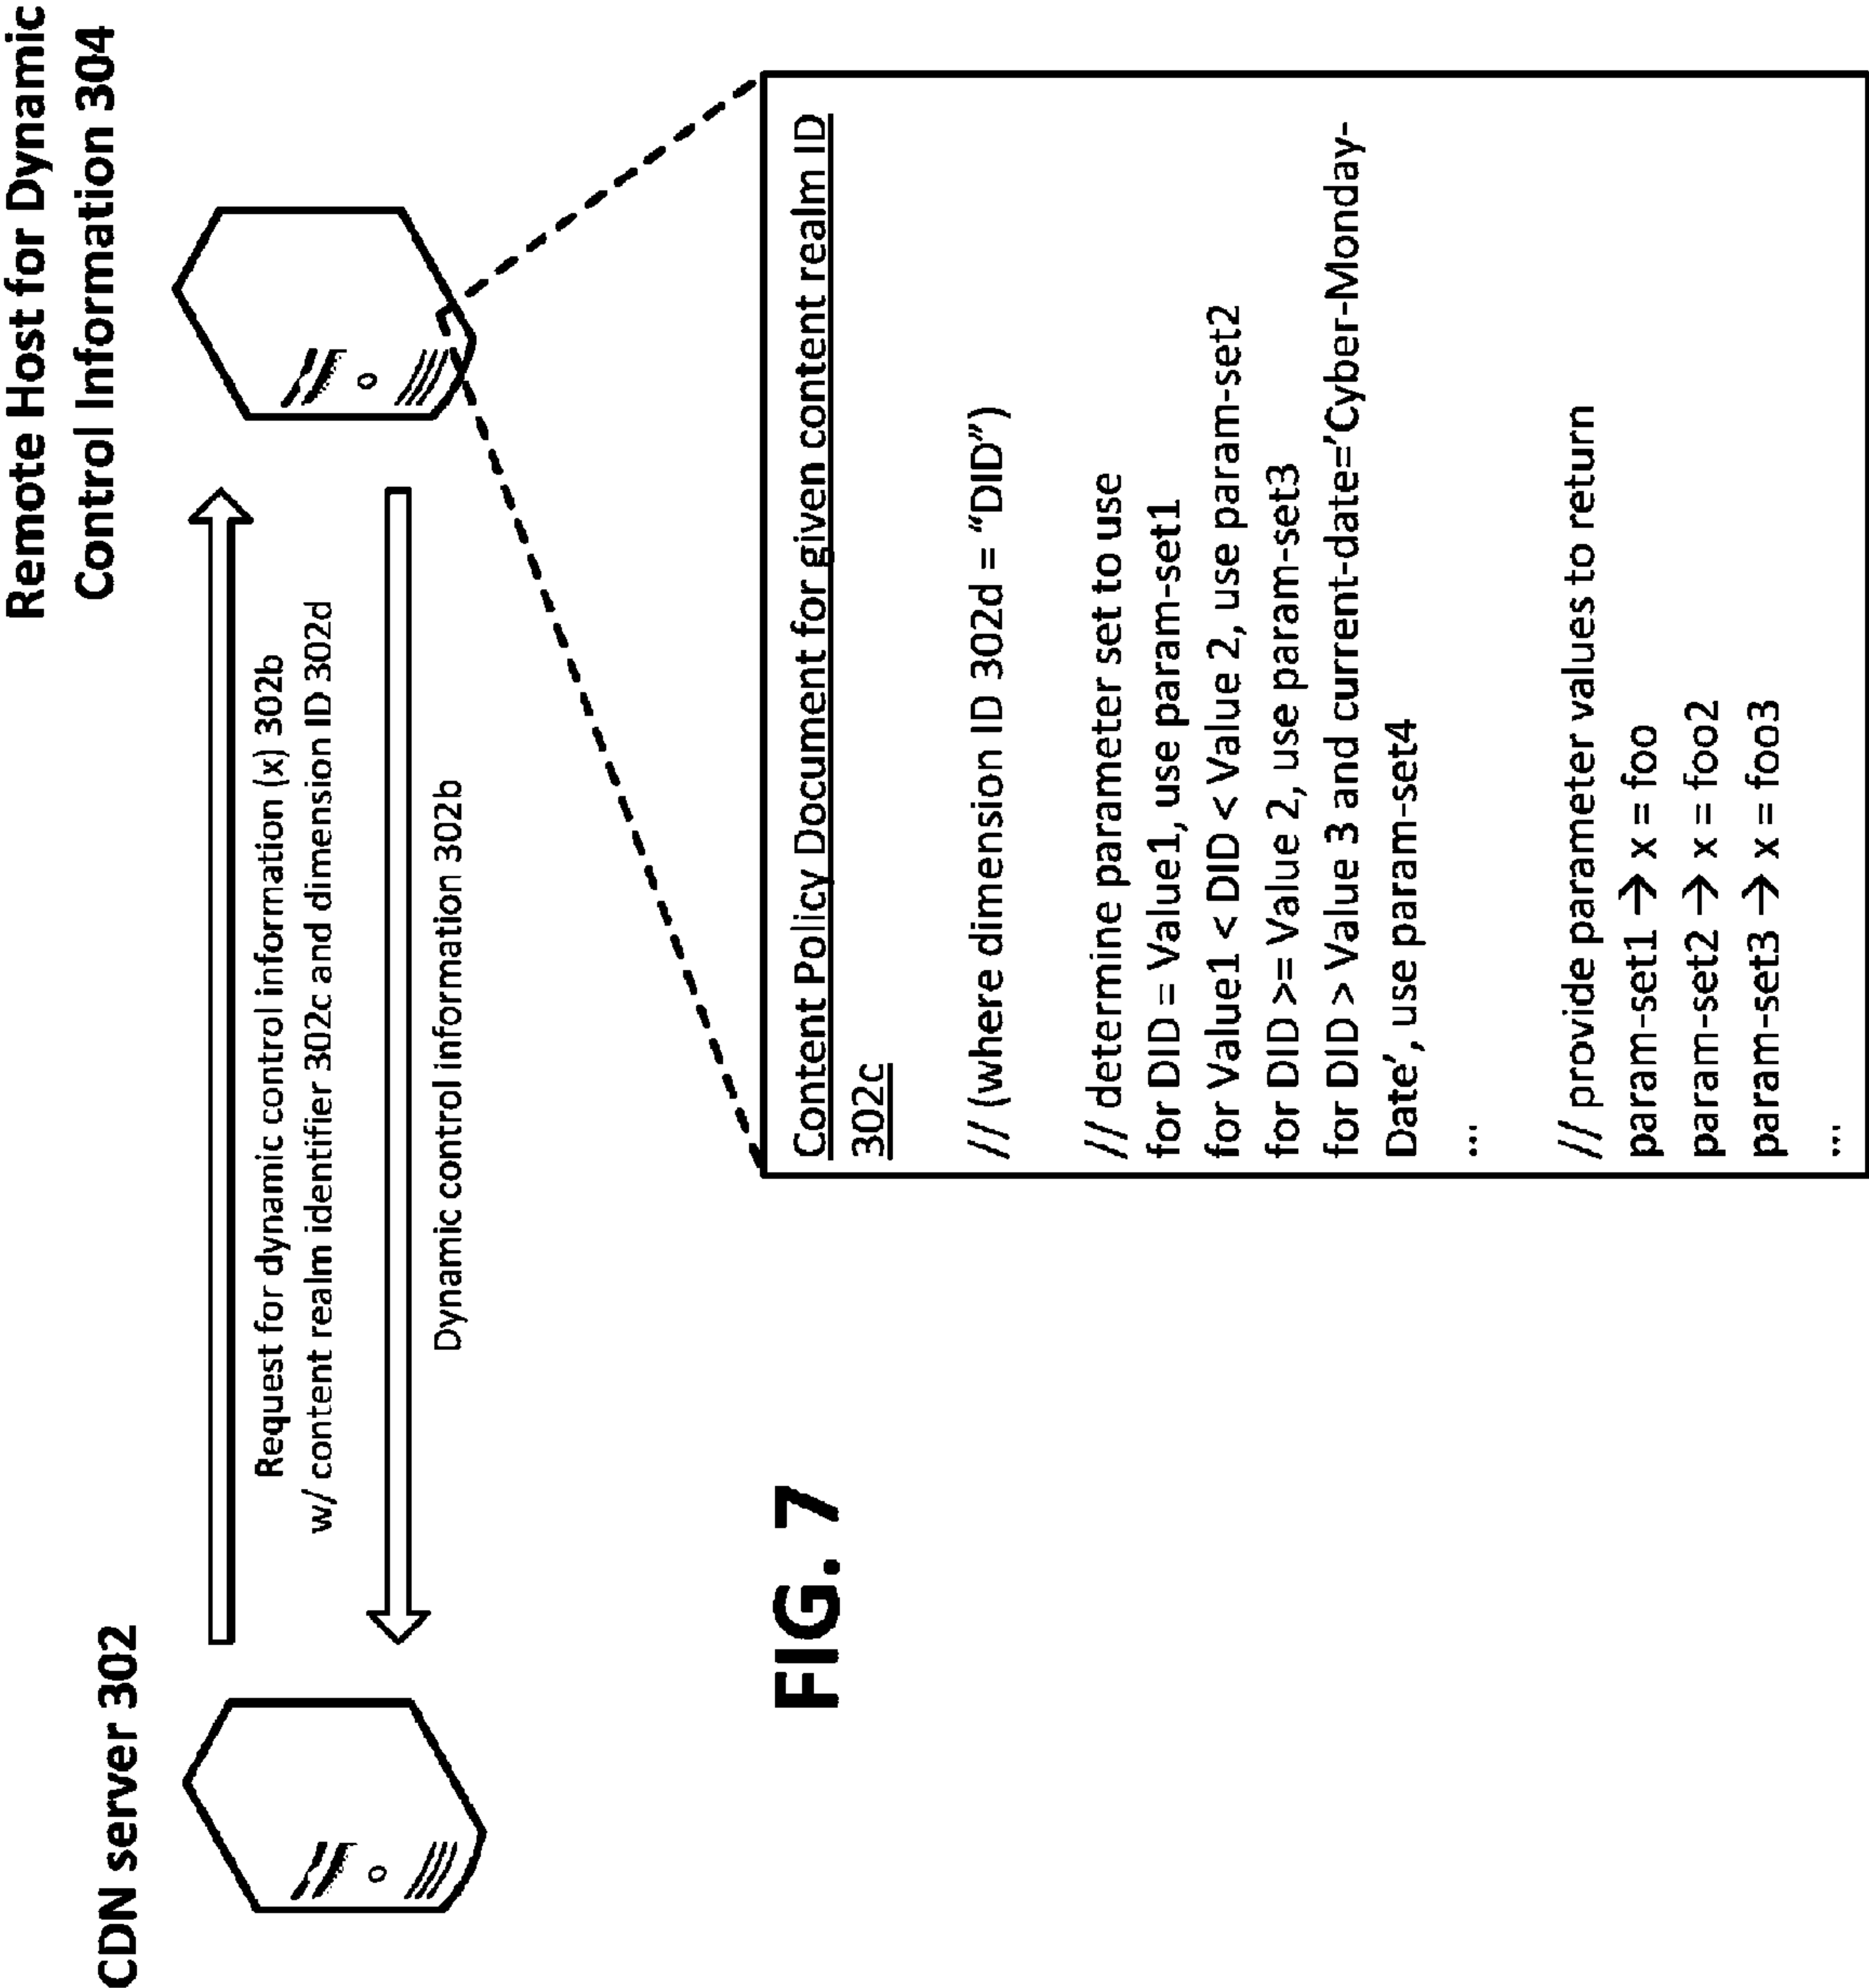 CDN server 302
Remote Host for Dynamic
Control Information 304
Request for dynamic control information (x) 302b
w/ content realm identifier 302c and dimension ID 302d
Dynamic control information 302b
Content Policy Document for given content realm ID
302c
// (where dimension ID 302d = “DID”)
// determine parameter set to use
for DID = Value1, use param-set1
for Value1 < DID < Value 2, use param-set2
for DID >= Value 2, use param-set3
for DID > Value 3 and current-date=’Cyber-Monday-
Date’, use param-set4
...
// provide parameter values to return
param-set1 → x = foo
param-set2 → x = foo2
param-set3 → x = foo3
...
FIG. 7